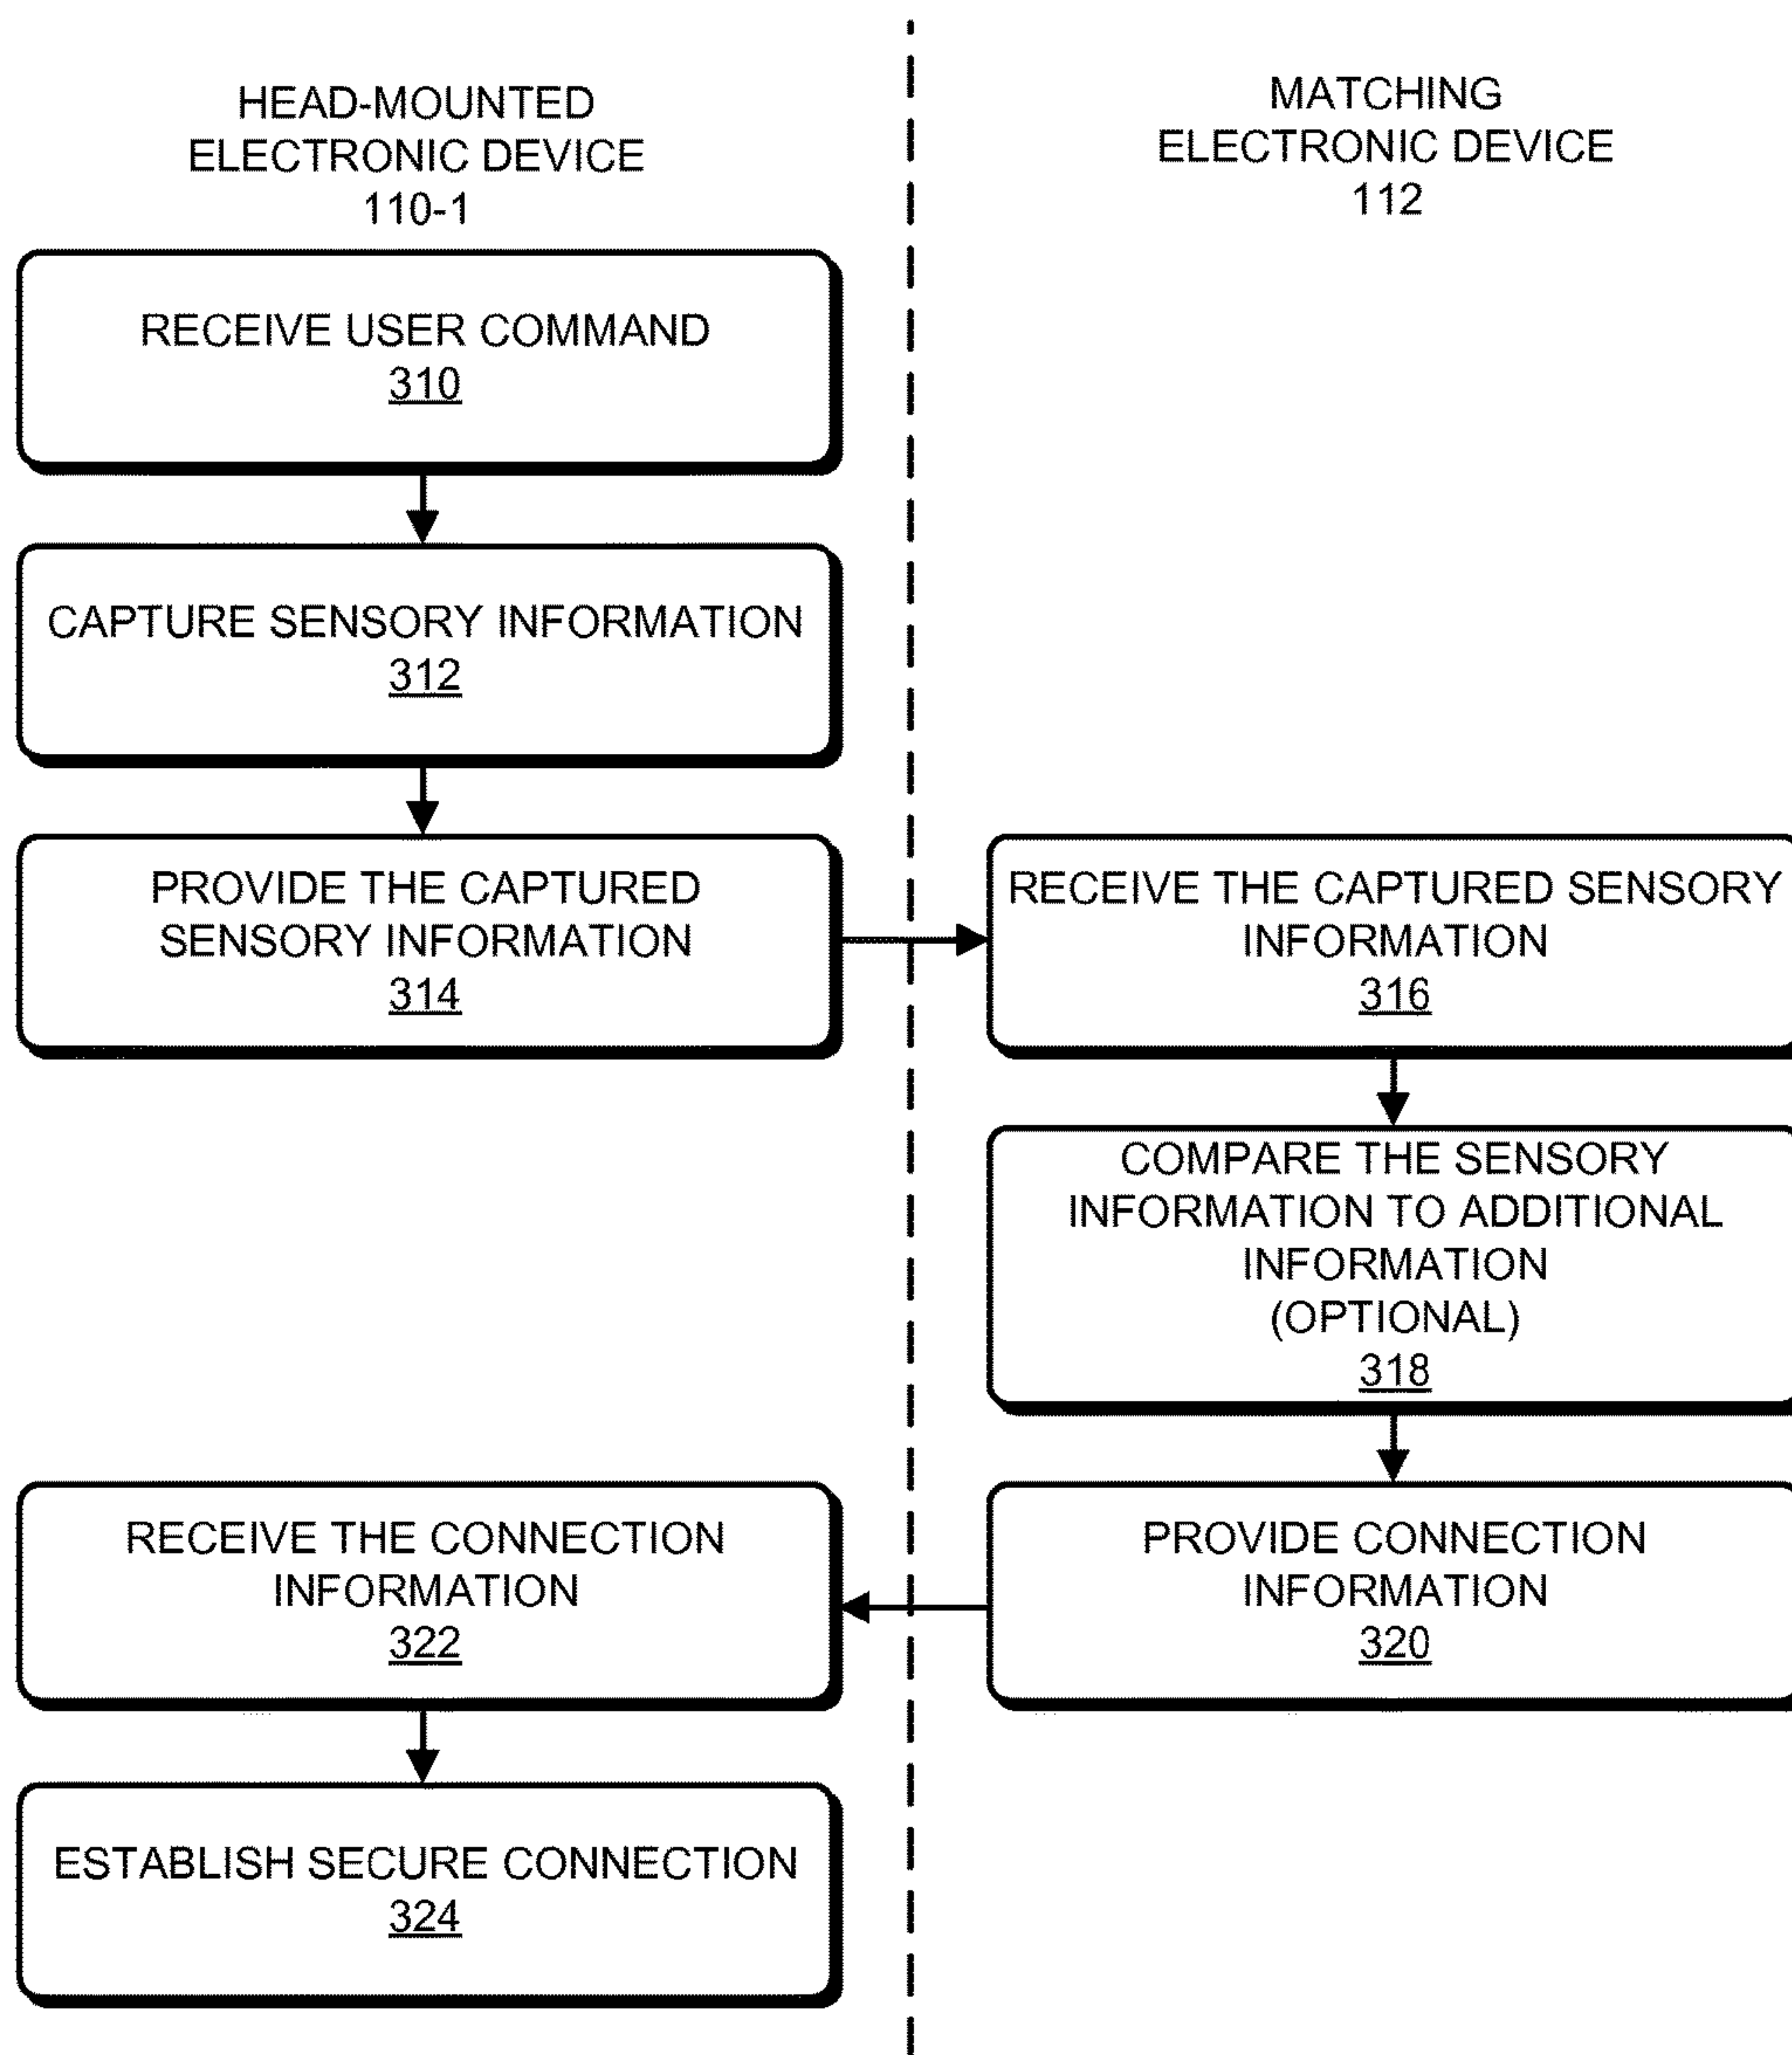 HEAD-MOUNTED
ELECTRONIC DEVICE
110-1
MATCHING
ELECTRONIC DEVICE
112
RECEIVE USER COMMAND
310
CAPTURE SENSORY INFORMATION
312
PROVIDE THE CAPTURED
SENSORY INFORMATION
314
RECEIVE THE CAPTURED SENSORY
INFORMATION
316
COMPARE THE SENSORY
INFORMATION TO ADDITIONAL
INFORMATION
(OPTIONAL)
318
PROVIDE CONNECTION
INFORMATION
320
RECEIVE THE CONNECTION
INFORMATION
322
ESTABLISH SECURE CONNECTION
324